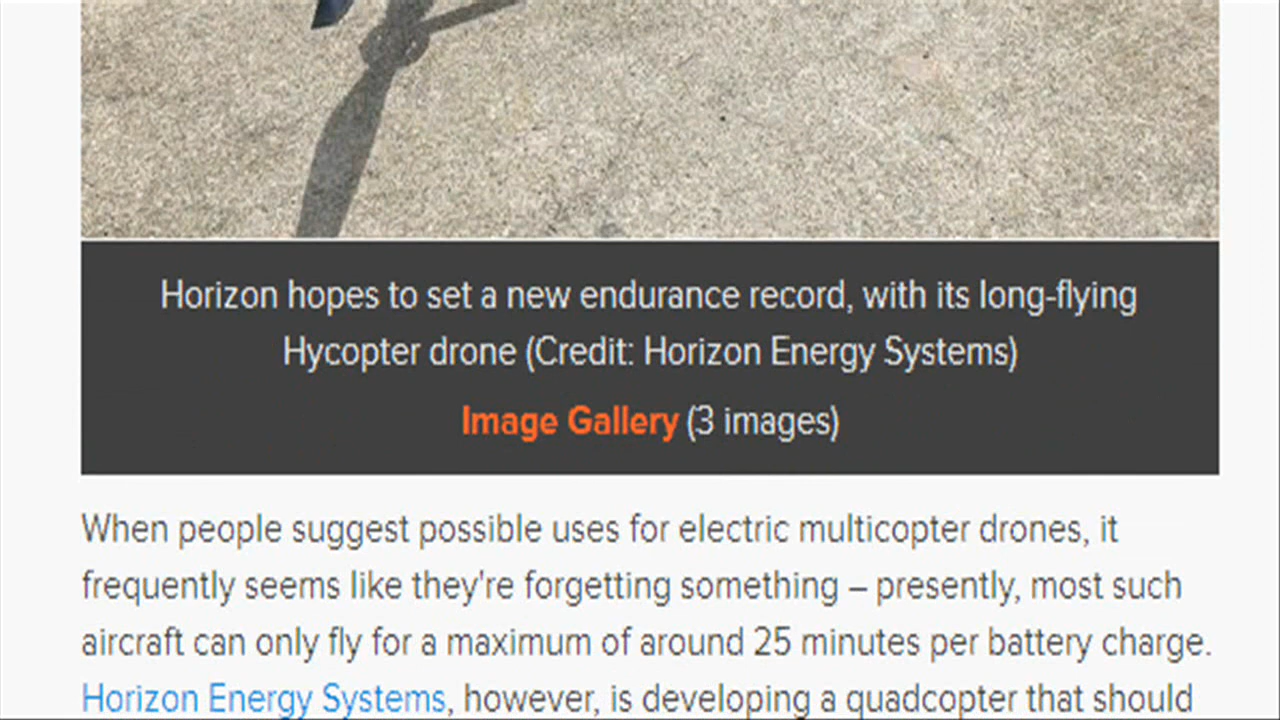 Horizon hopes to set a new endurance record, with its long-flying
Hycopter drone (Credit: Horizon Energy Systems)
Image Gallery (3 images)
When people suggest possible uses for electric multicopter drones, it
frequently seems like they're forgetting something – presently, most such
aircraft can only fly for a maximum of around 25 minutes per battery charge.
Horizon Energy Systems, however, is developing a quadcopter that should